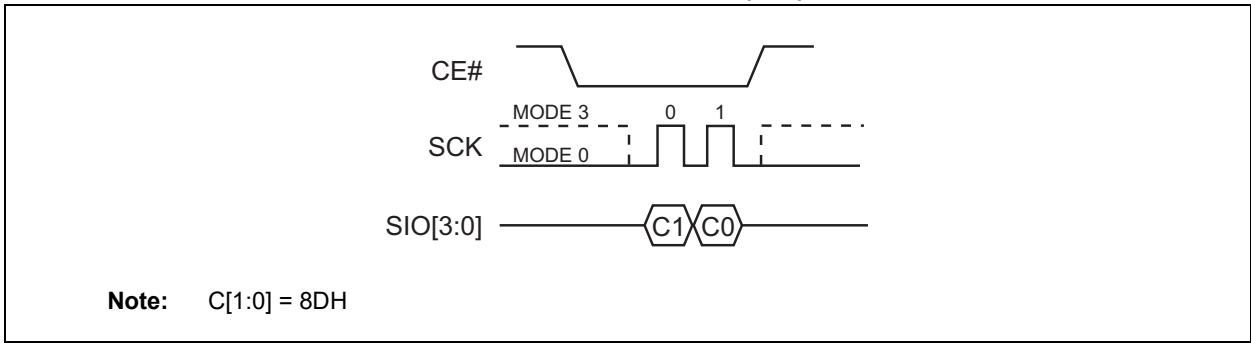 CE#
MODE 3 0 1
SCK
MODE 0
SIO[3:0] C1 C0
Note: C[1:0] = 8DH